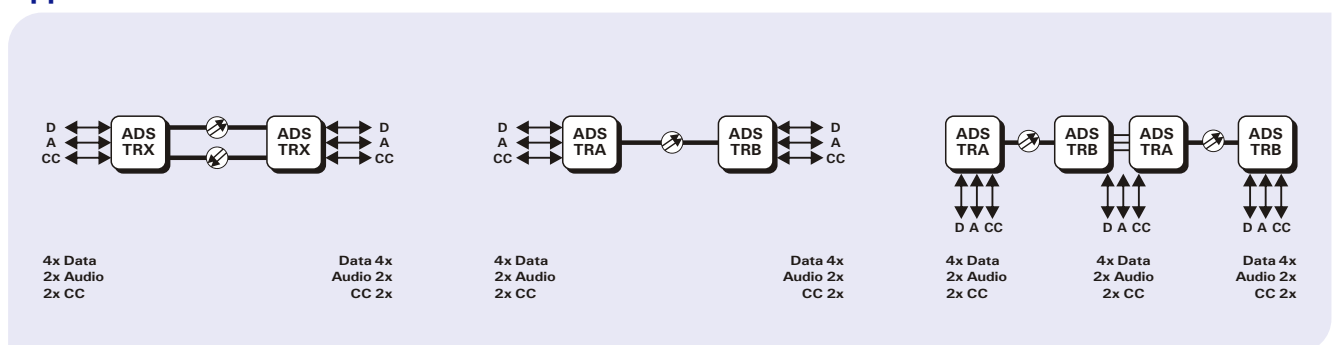 D
A
CC
ADS
TRX
ADS
TRX
D
A
CC
4x Data
2x Audio
2x CC
Data 4x
Audio 2x
CC 2x
D
A
CC
ADS
TRA
ADS
TRB
D
A
CC
4x Data
2x Audio
2x CC
Data 4x
Audio 2x
CC 2x
ADS
TRA
ADS
TRB
ADS
TRA
ADS
TRB
D A CC
D A CC
D A CC
4x Data
2x Audio
2x CC
4x Data
2x Audio
2x CC
Data 4x
Audio 2x
CC 2x